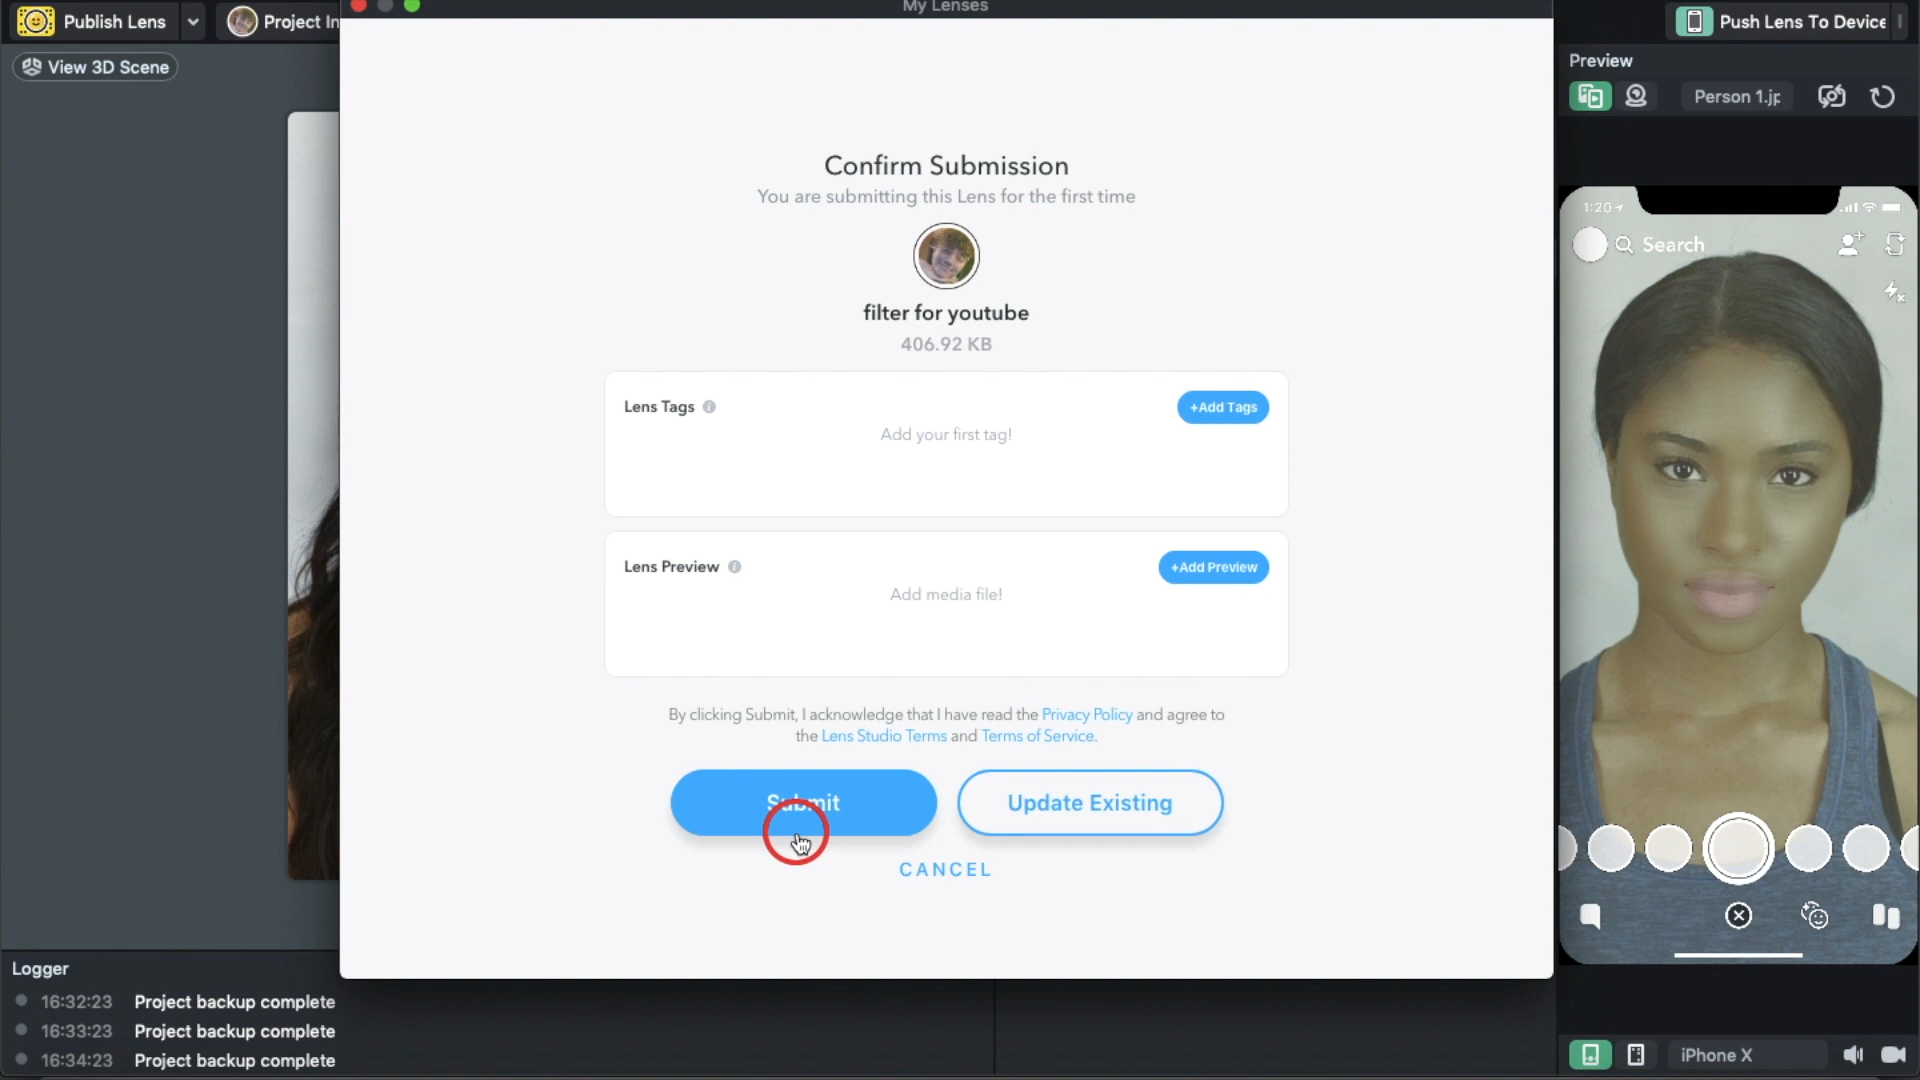 My Lenses
Publish Lens
Project In
Push Lens To Device
View 3D Scene
Preview
Person 1.jp
Confirm Submission
You are submitting this Lens for the first time
filter for youtube
406.92 KB
Lens Tags
+Add Tags
Add your first tag!
Lens Preview
+Add Preview
Add media file!
By clicking Submit, I acknowledge that I have read the Privacy Policy and agree to
the Lens Studio Terms and Terms of Service.
Submit
Update Existing
CANCEL
1:20
Search
Logger
16:32:23 Project backup complete
16:33:23 Project backup complete
16:34:23 Project backup complete
iPhone X